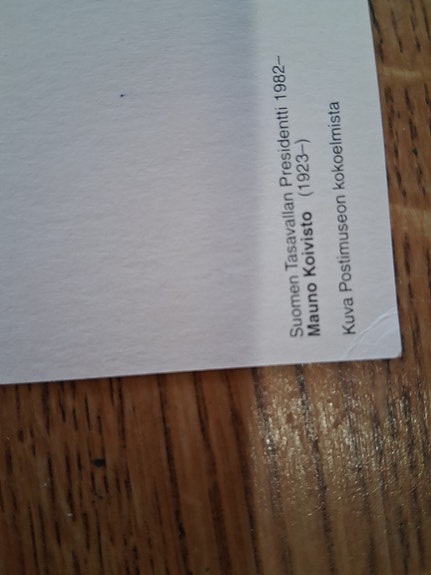 Suomen Tasavallan Presidentti 1982–
Mauno Koivisto (1923–)
Kuva Postimuseon kokoelmista